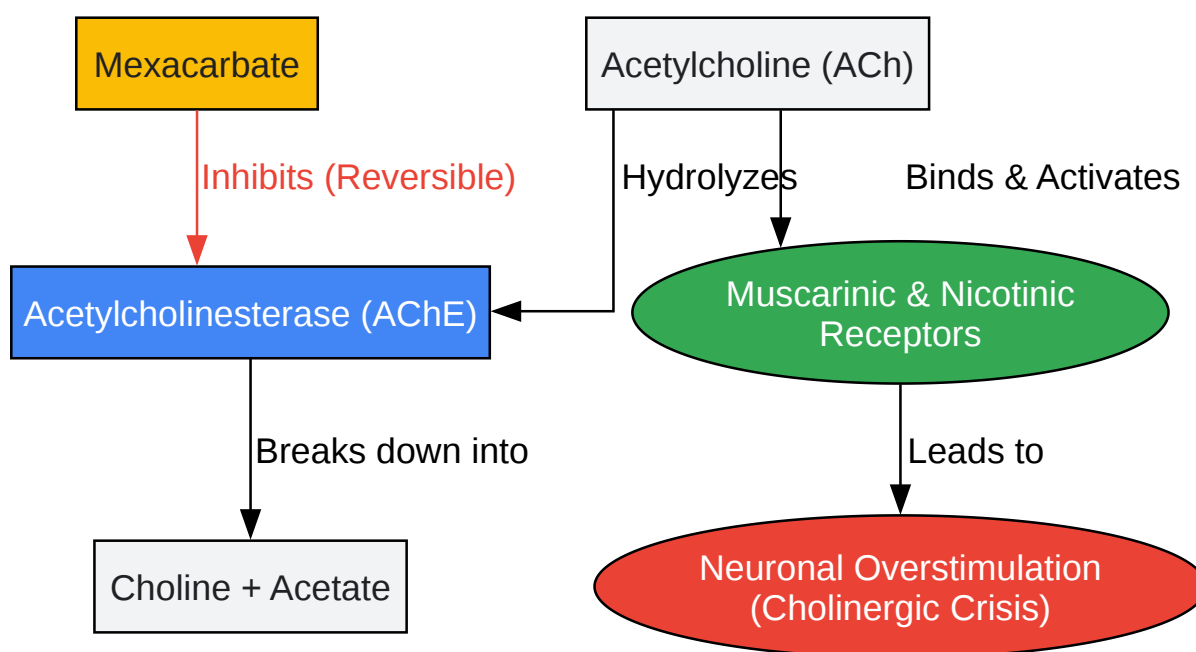 Mexacarbate
Acetylcholine (ACh)
Inhibits (Reversible)
Hydrolyzes
Binds & Activates
Acetylcholinesterase (AChE)
Muscarinic & Nicotinic
Receptors
Breaks down into
Leads to
Choline + Acetate
Neuronal Overstimulation
(Cholinergic Crisis)